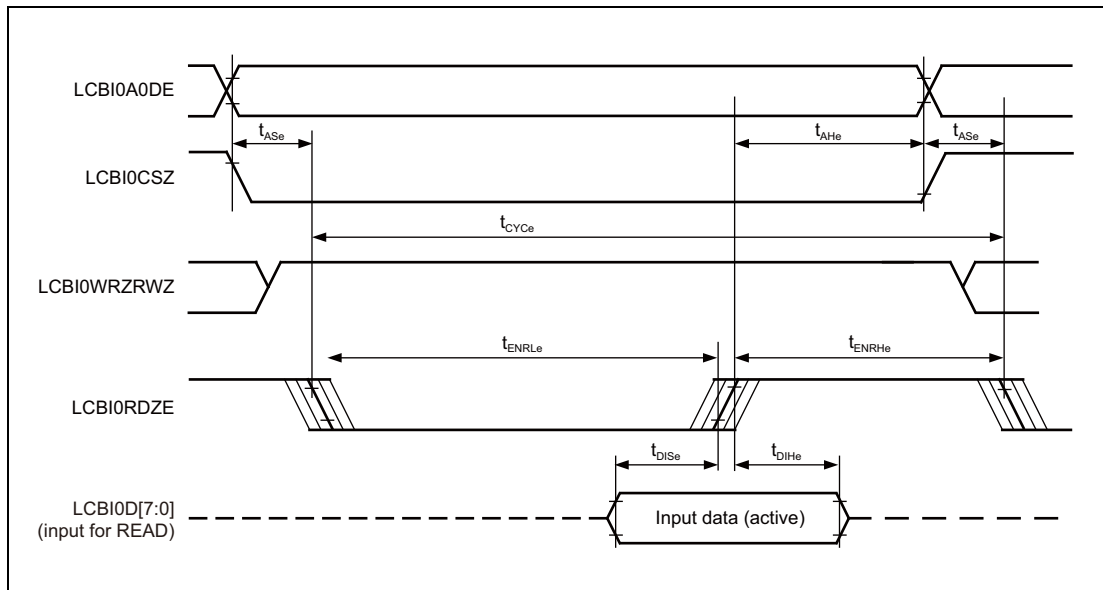 LCBI0A0DE
tASe
tAHe
tASe
LCBI0CSZ
tCYCe
LCBI0WRZRWZ
tENRLe
tENRHe
LCBI0RDZE
tDISe
tDIHe
LCBI0D[7:0]
(input for READ)
Input data (active)